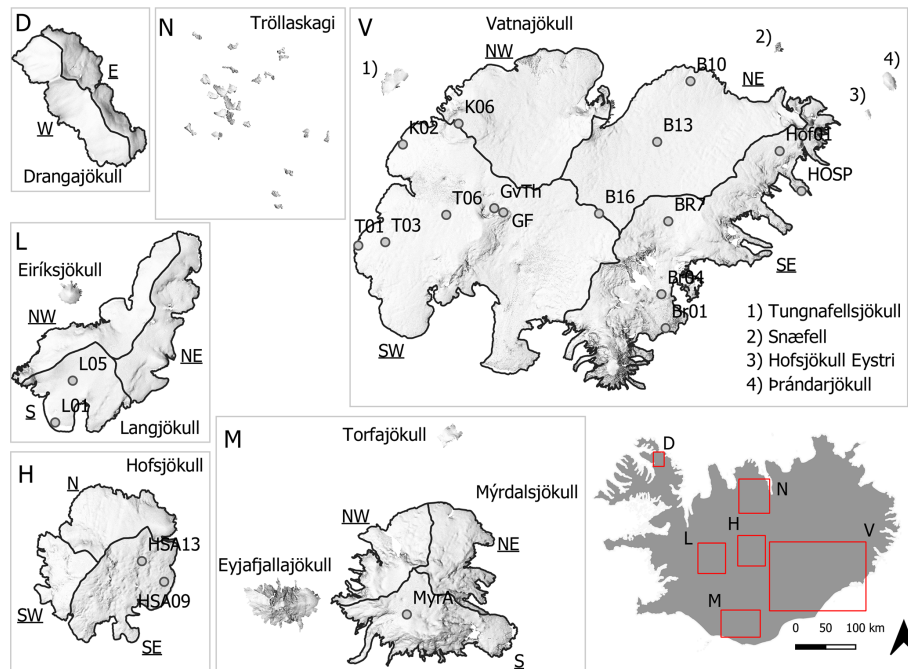 D
E
W
Drangajökull
N
Tröllaskagi
V
Vatnajökull
1)
NW
2)
4)
B10
NE
3)
K06
K02
B13
Hof01
HOSP
T06
GvTh
B16
BR7
GF
T01
T03
SE
Br04
Br01
SW
1) Tungnafellsjökull
2) Snæfell
3) Hofsjökull Eystri
4) Þrándarjökull
L
Eiríksjökull
NW
L05
NE
S
L01
Langjökull
H
Hofsjökull
N
HSA13
HSA09
SW
SE
M
Torfajökull
Mýrdalsjökull
NW
NE
Eyjafjallajökull
MyrA
S
D
N
H
L
V
M
0 50 100 km